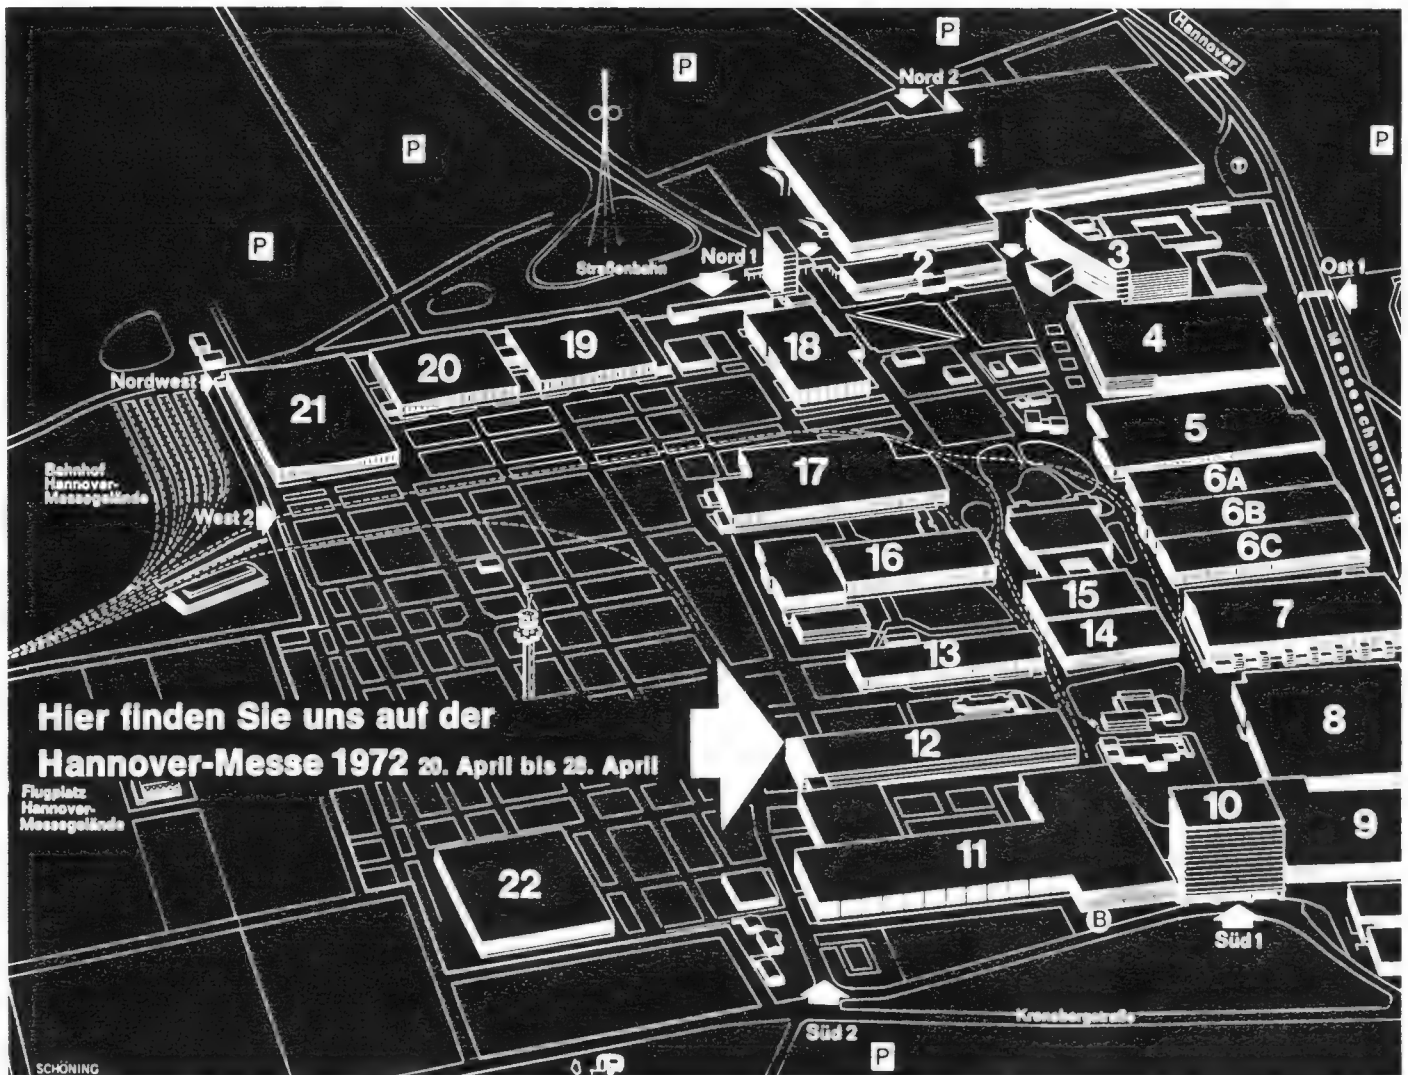 Hannover
P
P
Nord 2
P
P
1
P
Nord 1
Straßenbahn
2
3
Ost 1
4
18
19
20
Nordwest
21
Messeschnellweg
5
17
6A
Bahnhof
Hannover-
Messegelände
West 2
6B
6C
16
15
7
14
13
Hier finden Sie uns auf der
Hannover-Messe 1972 20. April bis 28. April
8
12
Flugplatz
Hannover-
Messegelände
10
9
11
22
B
Süd 1
Kronsbergstraße
Süd 2
P
SCHÖNING